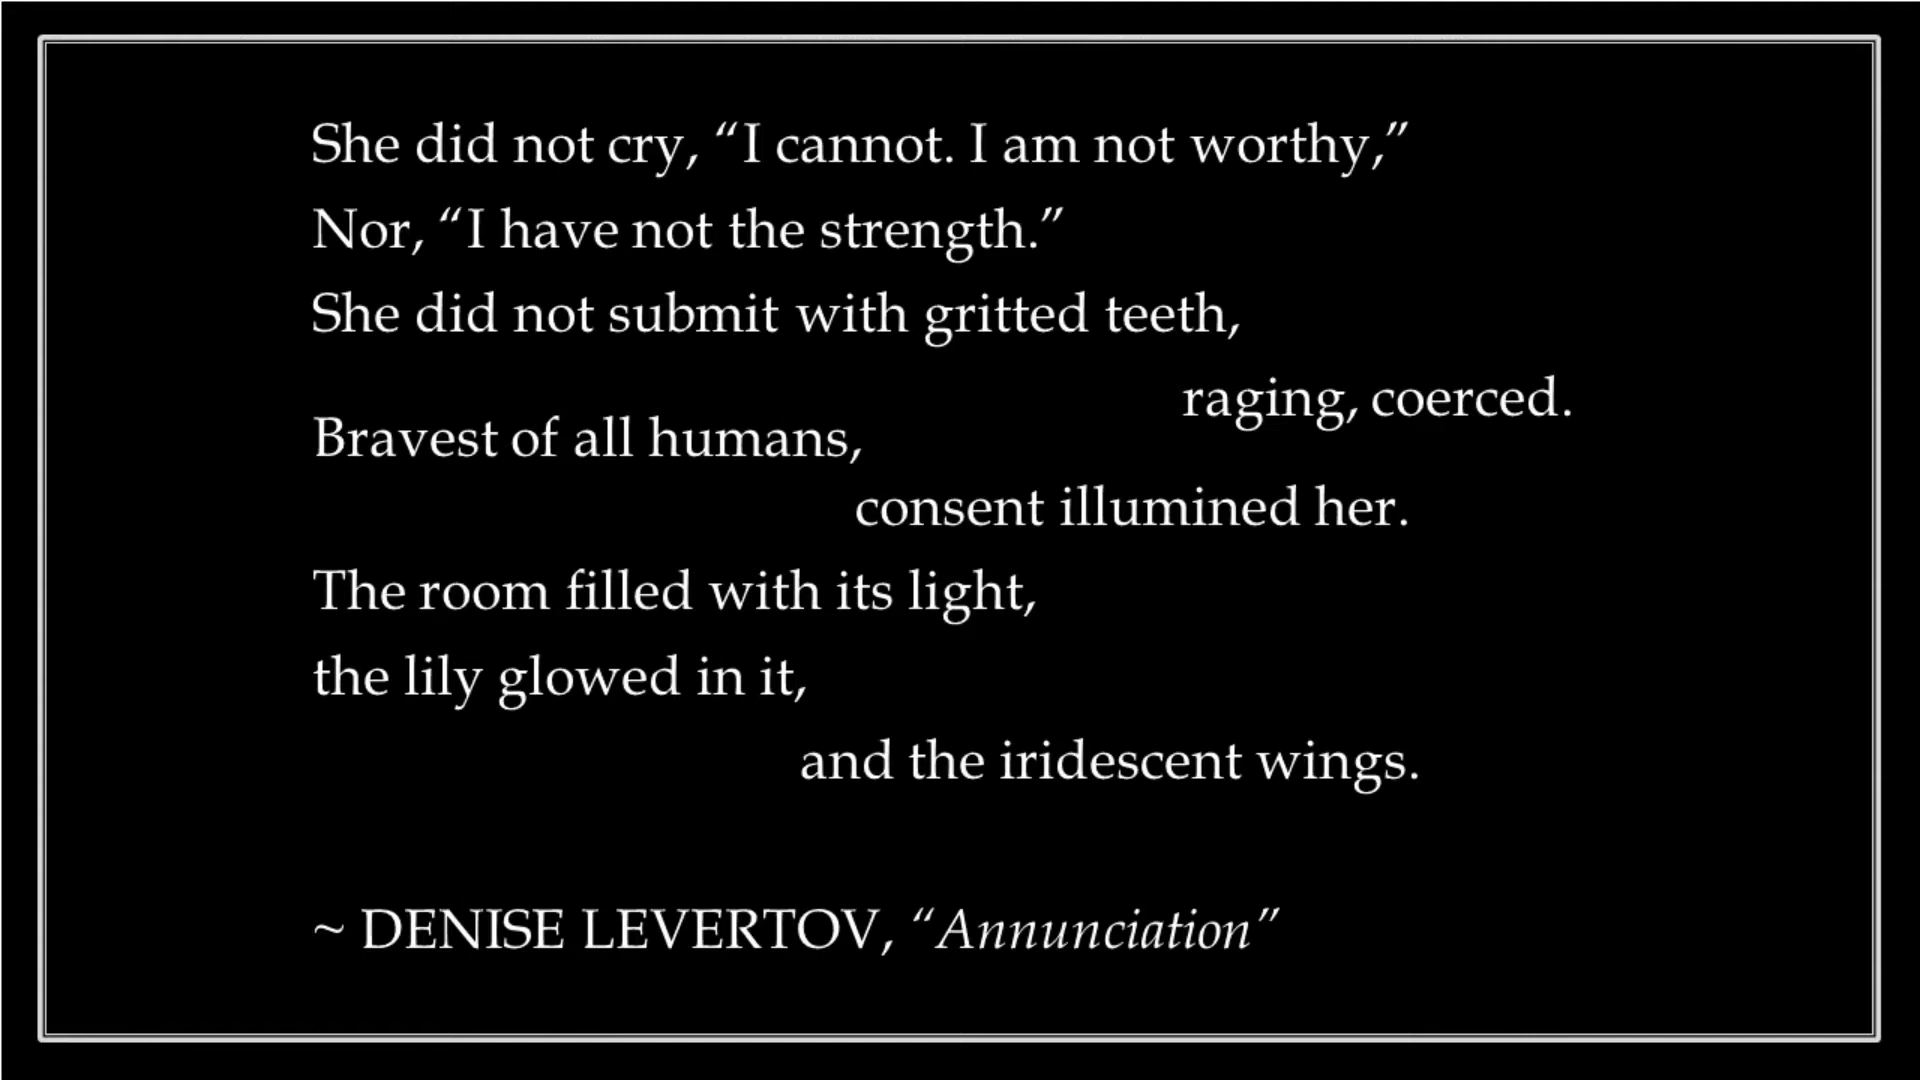 She did not cry, “I cannot. I am not worthy,”
Nor, “I have not the strength.”
She did not submit with gritted teeth,
raging, coerced.
Bravest of all humans,
consent illumined her.
The room filled with its light,
the lily glowed in it,
and the iridescent wings.
~ DENISE LEVERTOV, “Annunciation”